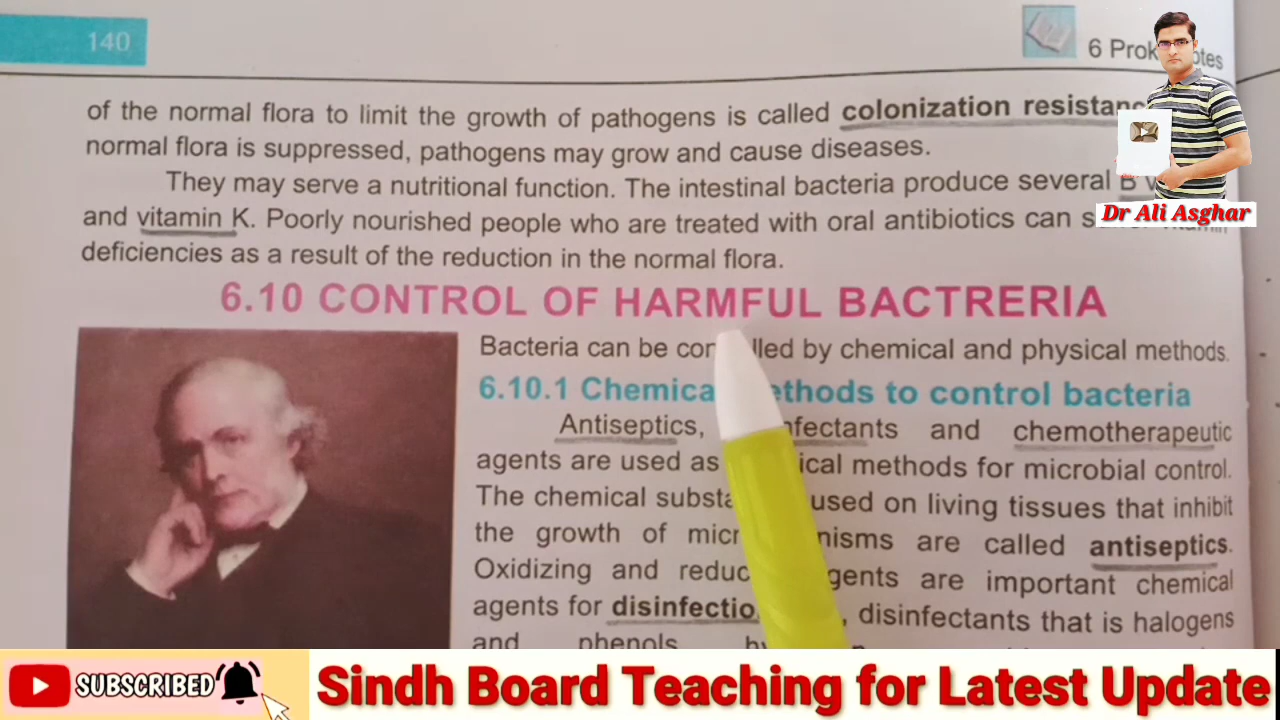 140
6 Prok tes
of the normal flora to limit the growth of pathogens is called colonization resistanc
normal flora is suppressed, pathogens may grow and cause diseases.
They may serve a nutritional function. The intestinal bacteria produce several B
and vitamin K. Poorly nourished people who are treated with oral antibiotics can
deficiencies as a result of the reduction in the normal flora.
Dr Ali Asghar
6.10 CONTROL OF HARMFUL BACTRERIA
Bacteria can be con lled by chemical and physical methods.
6.10.1 Chemica ethods to control bacteria
Antiseptics, nfectants and chemotherapeutic
agents are used as ical methods for microbial control.
The chemical substa used on living tissues that inhibit
the growth of micr nisms are called antiseptics.
Oxidizing and reduc gents are important chemical
agents for disinfectio , disinfectants that is halogens
and phenols
SUBSCRIBED
Sindh Board Teaching for Latest Update